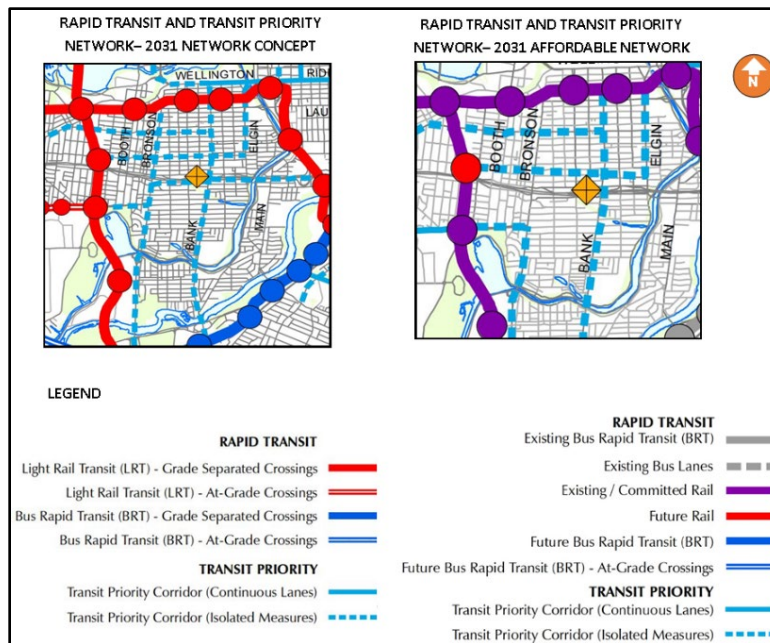 RAPID TRANSIT AND TRANSIT PRIORITY
NETWORK– 2031 NETWORK CONCEPT
WELLINGTON
RID
LAU
BOOTH
BRONSON
ELGIN
BANK
MAIN
RAPID TRANSIT AND TRANSIT PRIORITY
NETWORK– 2031 AFFORDABLE NETWORK
BOOTH
BRONSON
ELGIN
BANK
MAIN
N
LEGEND
RAPID TRANSIT
Light Rail Transit (LRT) - Grade Separated Crossings
Light Rail Transit (LRT) - At-Grade Crossings
Bus Rapid Transit (BRT) - Grade Separated Crossings
Bus Rapid Transit (BRT) - At-Grade Crossings
TRANSIT PRIORITY
Transit Priority Corridor (Continuous Lanes)
Transit Priority Corridor (Isolated Measures)
RAPID TRANSIT
Existing Bus Rapid Transit (BRT)
Existing Bus Lanes
Existing / Committed Rail
Future Rail
Future Bus Rapid Transit (BRT)
Future Bus Rapid Transit (BRT) - At-Grade Crossings
TRANSIT PRIORITY
Transit Priority Corridor (Continuous Lanes)
Transit Priority Corridor (Isolated Measures)